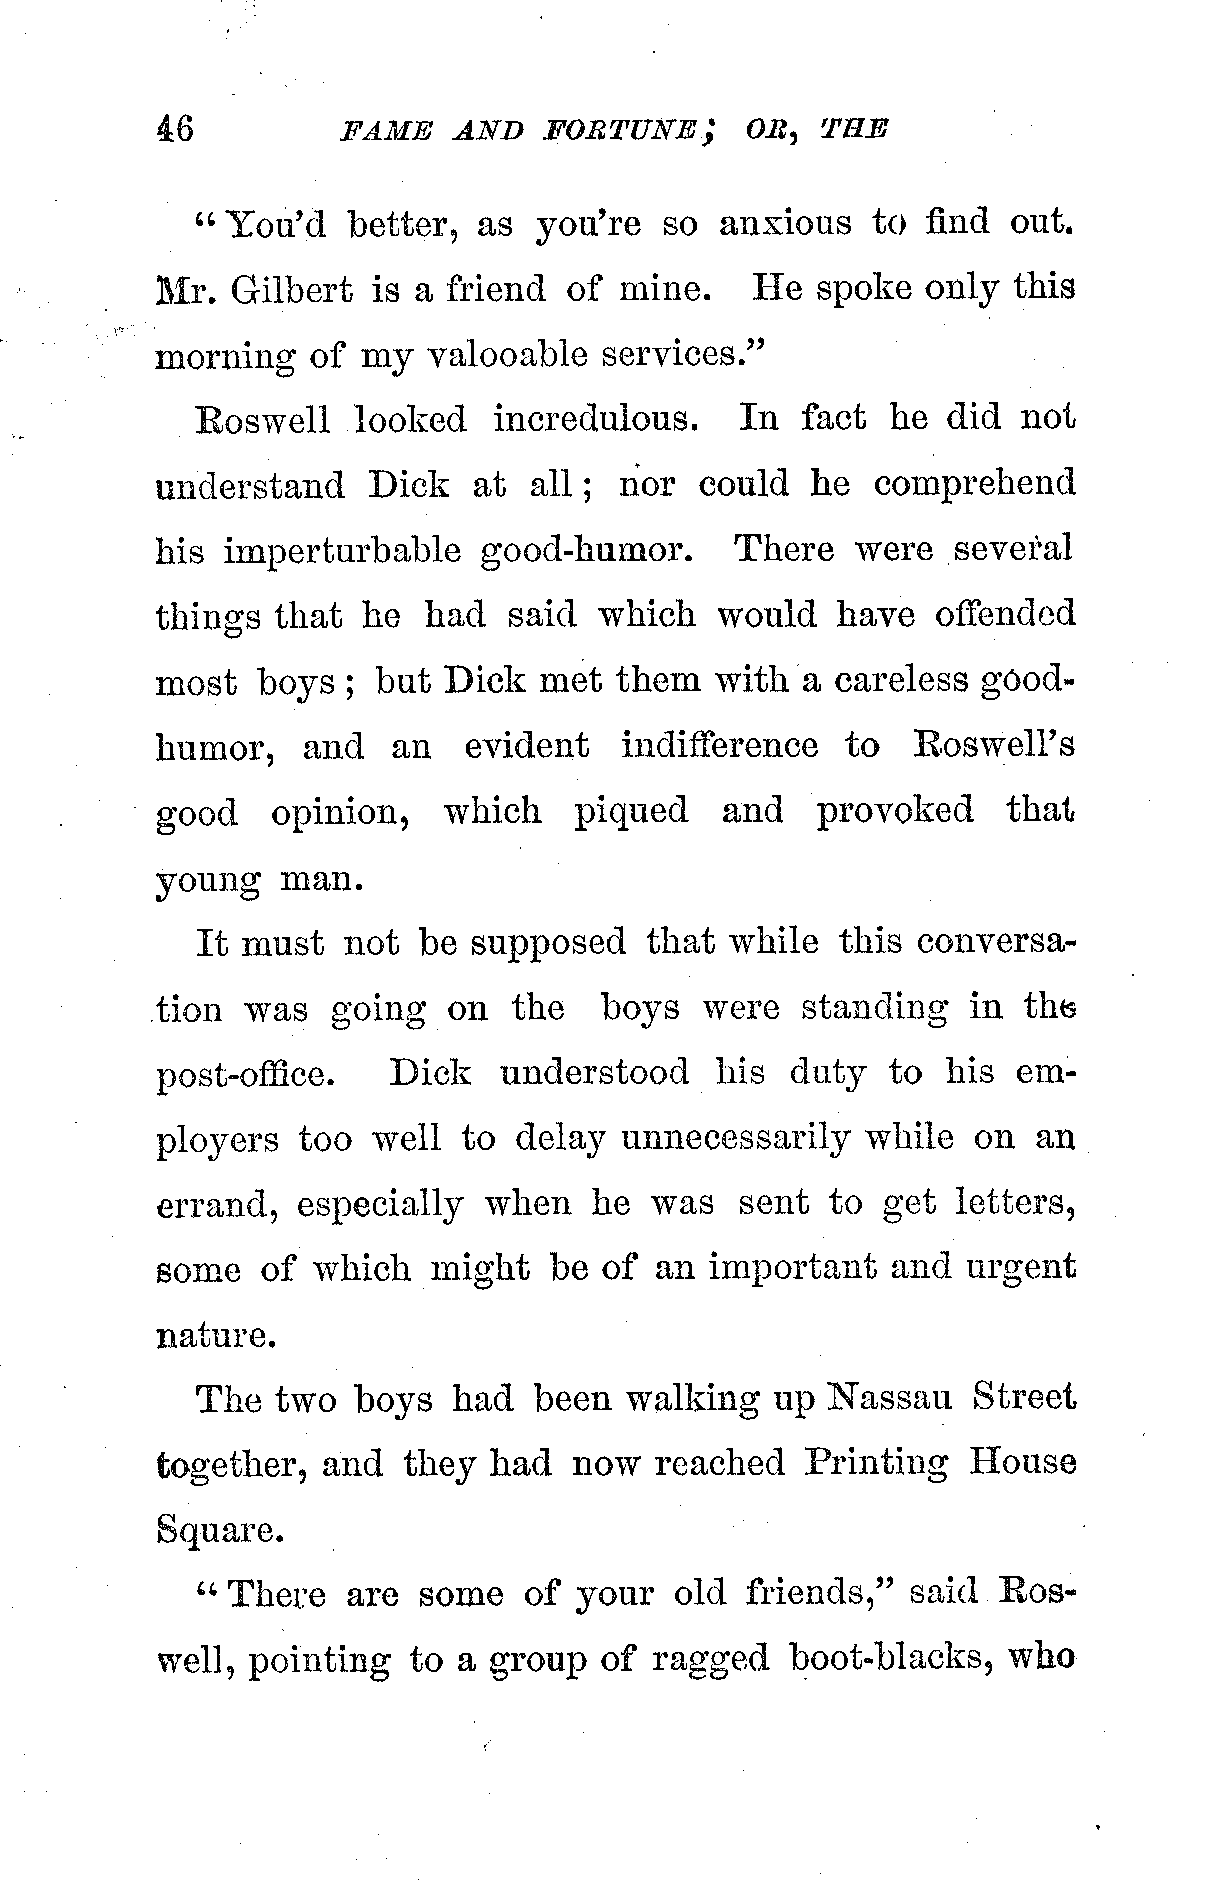 46 FAME AND FORTUNE; OR, THE
“You’d better, as you’re so anxious to find out.
Mr. Gilbert is a friend of mine. He spoke only this
morning of my valooable services.”
Roswell looked incredulous. In fact he did not
understand Dick at all; nor could he comprehend
his imperturbable good-humor. There were several
things that he had said which would have offended
most boys; but Dick met them with a careless good-
humor, and an evident indifference to Roswell’s
good opinion, which piqued and provoked that
young man.
It must not be supposed that while this conversa-
tion was going on the boys were standing in the
post-office. Dick understood his duty to his em-
ployers too well to delay unnecessarily while on an
errand, especially when he was sent to get letters,
some of which might be of an important and urgent
nature.
The two boys had been walking up Nassau Street
together, and they had now reached Printing House
Square.
“There are some of your old friends,” said Ros-
well, pointing to a group of ragged boot-blacks, who